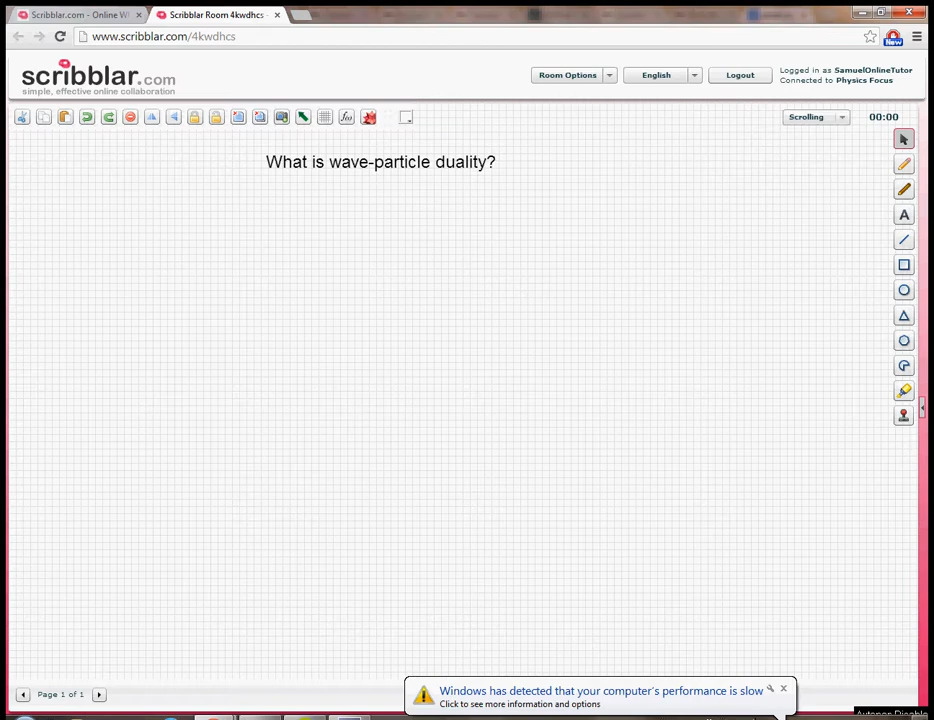 Scribblar.com - Online W
Scribblar Room 4kwdhcs -
www.scribblar.com/4kwdhcs
New
scribblar.com
simple, effective online collaboration
Room Options
English
Logout
Logged in as SamuelOnlineTutor
Connected to Physics Focus
f(x)
Scrolling
00:00
What is wave-particle duality?
A
Page 1 of 1
Windows has detected that your computer's performance is slow
Click to see more information and options